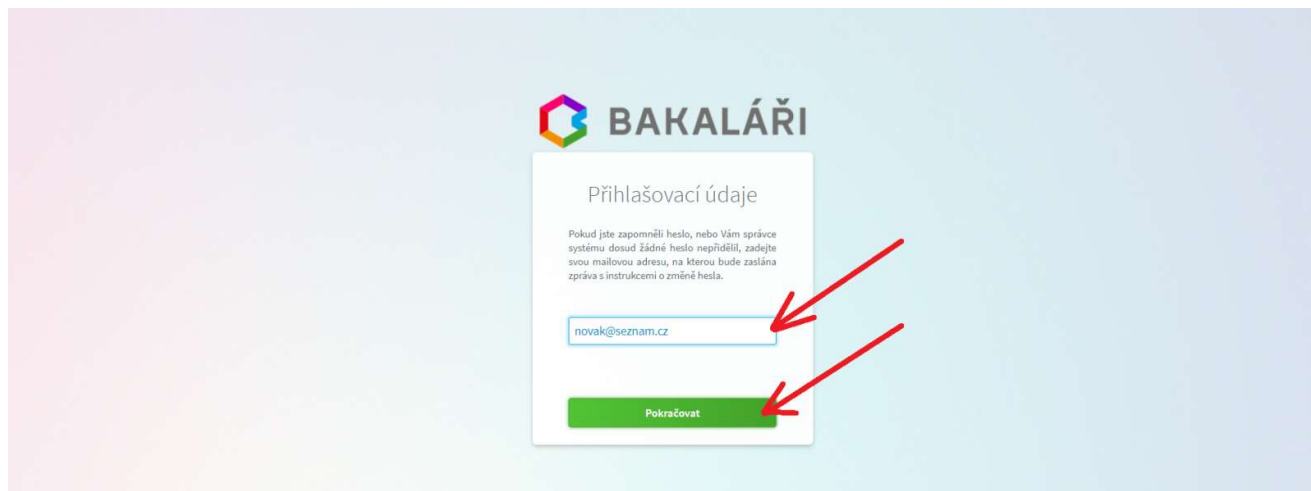 BAKALÁŘI
Přihlašovací údaje
Pokud jste zapomněli heslo, nebo Vám správce
systému dosud žádné heslo nepřidělil, zadejte
svou mailovou adresu, na kterou bude zaslána
zpráva s instrukcemi o změně hesla.
novak@seznam.cz
Pokračovat